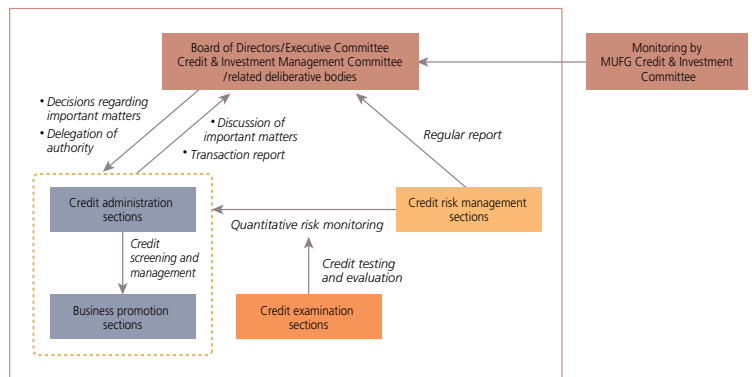 Board of Directors/Executive Committee
Credit & Investment Management Committee
/related deliberative bodies
Monitoring by
MUFG Credit & Investment
Committee
• Decisions regarding
important matters
• Delegation of
authority
• Discussion of
important matters
• Transaction report
Regular report
Credit administration
sections
Quantitative risk monitoring
Credit risk management
sections
Credit
screening and
management
Credit testing
and evaluation
Business promotion
sections
Credit examination
sections